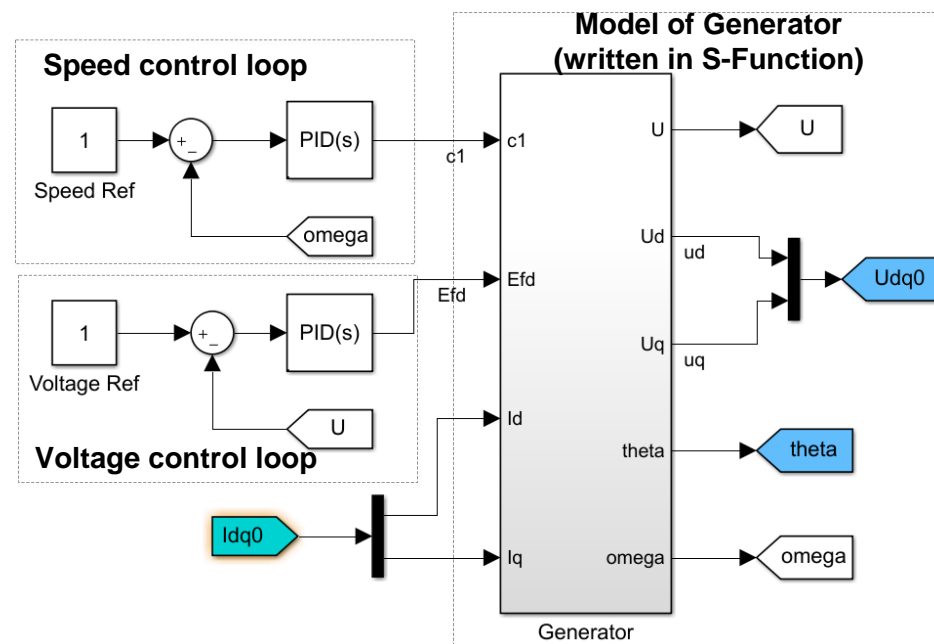 Model of Generator
(written in S-Function)
Speed control loop
1
+
−
PID(s)
c1
Speed Ref
omega
1
+
−
PID(s)
Efd
Voltage Ref
U
Voltage control loop
Idq0
c1
Efd
Id
Iq
U
Ud
Uq
theta
omega
Generator
U
ud
uq
Udq0
theta
omega